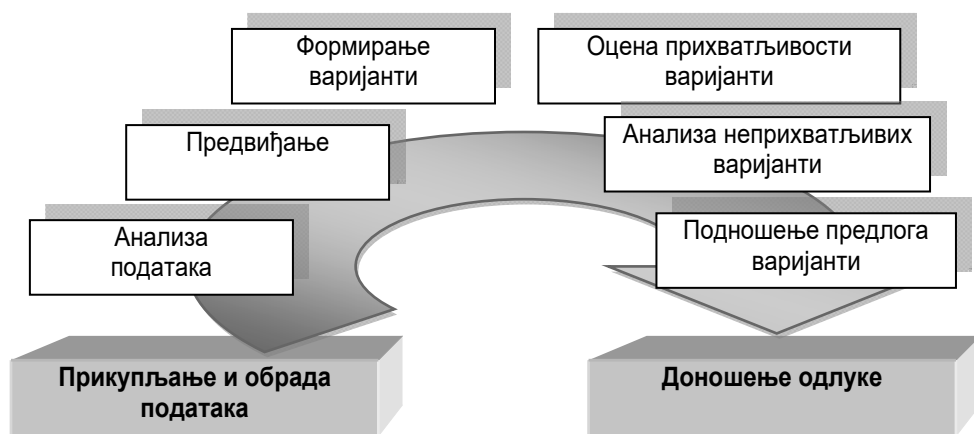 Формирање
варијанти
Оцена прихватљивости
варијанти
Предвиђање
Анализа неприхватљивих
варијанти
Анализа
података
Подношење предлога
варијанти
Прикупљање и обрада
података
Доношење одлуке